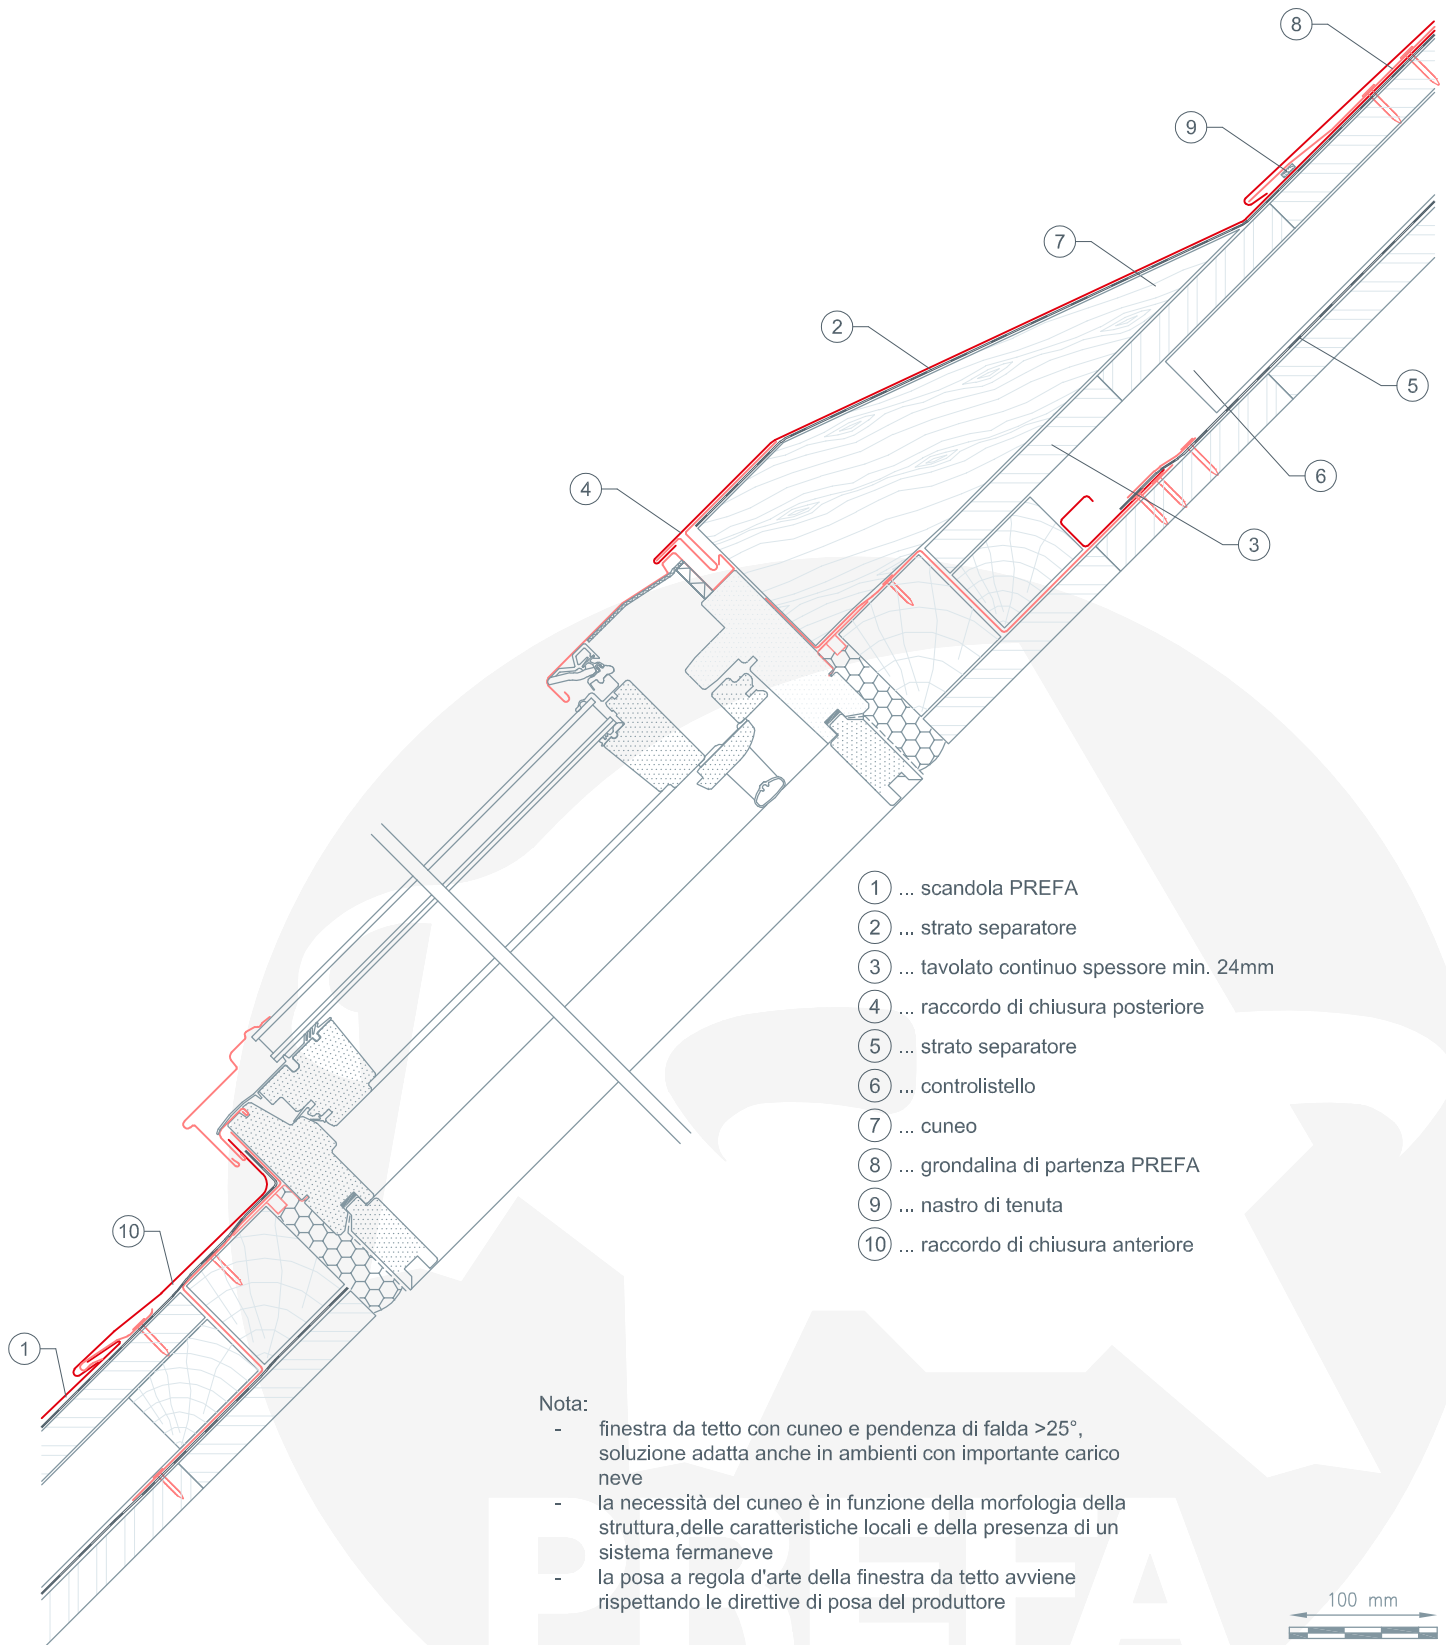 8
9
7
2
5
4
6
3
1 ... scandola PREFA
2 ... strato separatore
3 ... tavolato continuo spessore min. 24mm
4 ... raccordo di chiusura posteriore
5 ... strato separatore
6 ... controlistello
7 ... cuneo
8 ... grondalina di partenza PREFA
9 ... nastro di tenuta
10 ... raccordo di chiusura anteriore
10
1
Nota:
- finestra da tetto con cuneo e pendenza di falda >25°,
soluzione adatta anche in ambienti con importante carico
neve
- la necessità del cuneo è in funzione della morfologia della
struttura,delle caratteristiche locali e della presenza di un
sistema fermaneve
- la posa a regola d'arte della finestra da tetto avviene
rispettando le direttive di posa del produttore
100 mm
PREFA